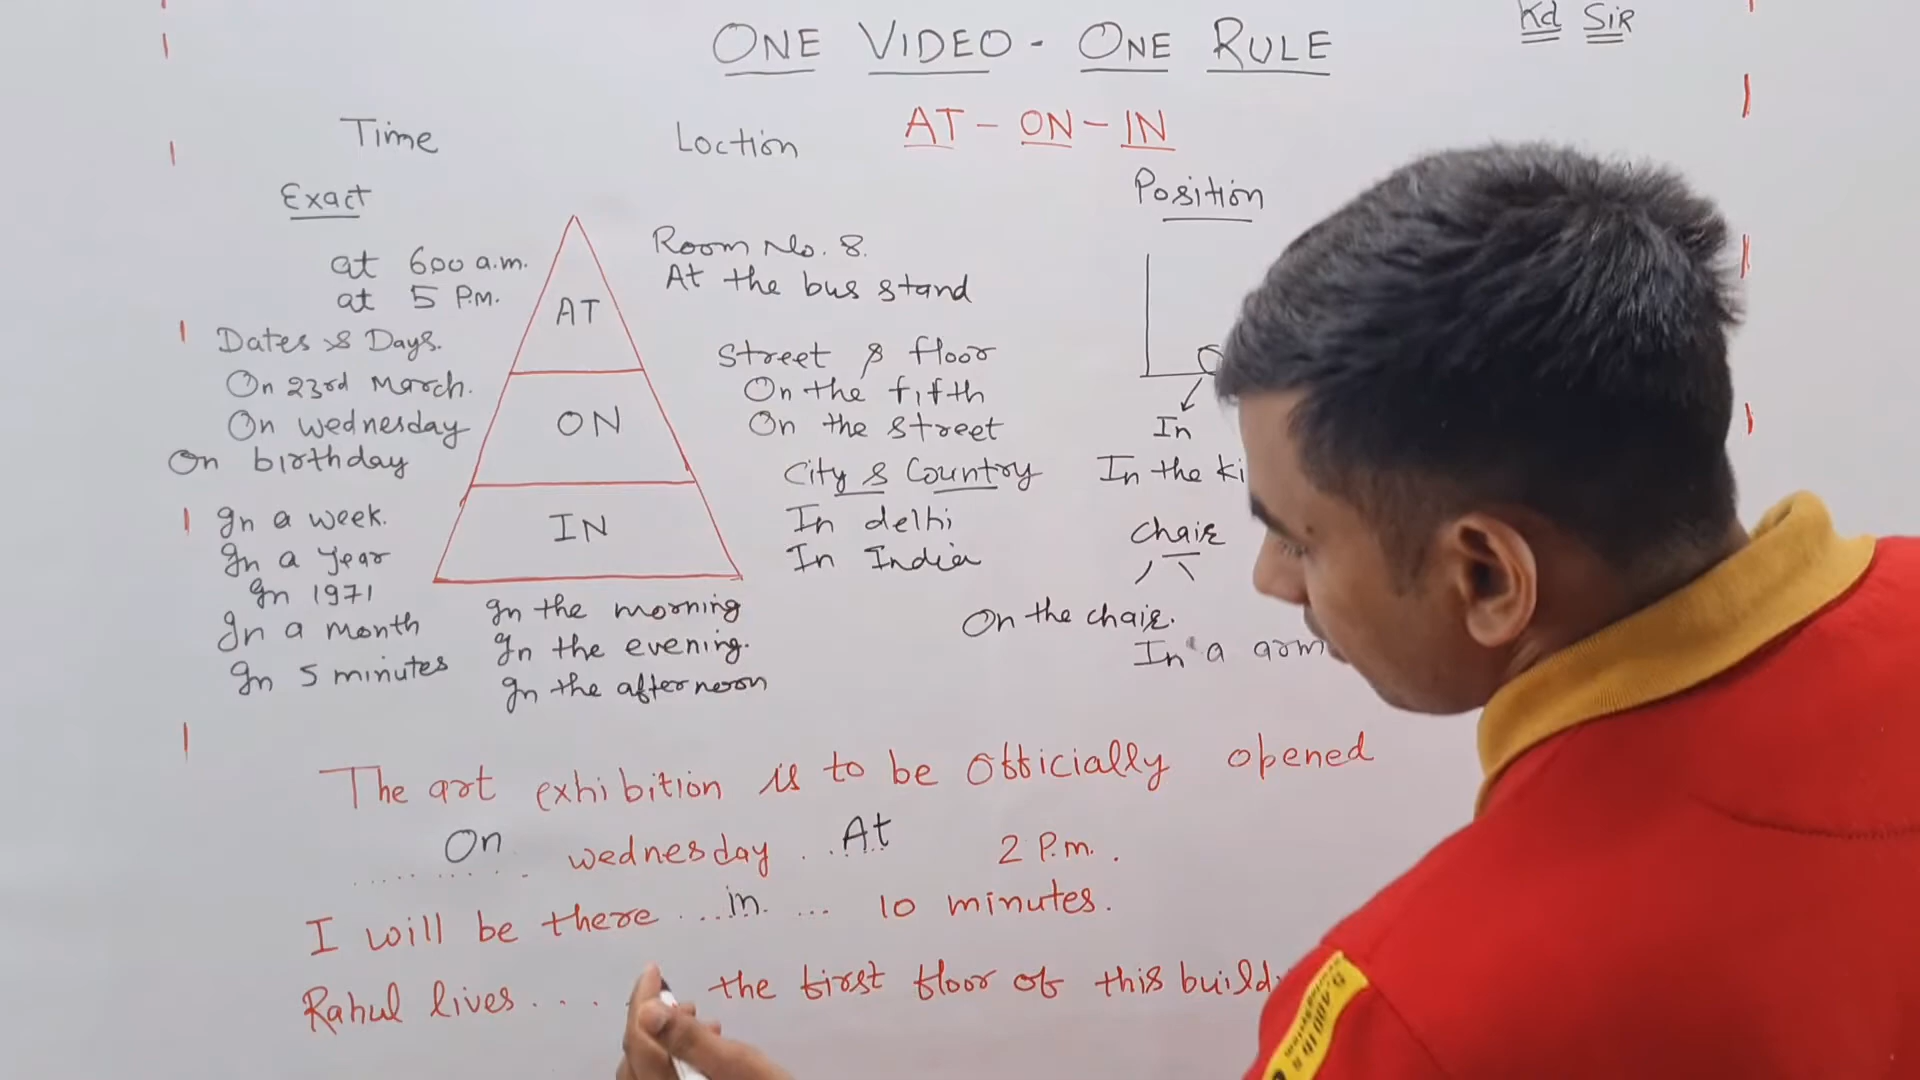 ONE VIDEO - ONE RULE
Kd SIR
AT - ON - IN
Time
Loction
Position
Exact
at 600 a.m.
at 5 P.M.
Dates & Days.
On 23rd March.
On wednesday
On birthday
In a week.
In a year
In 1971
In a month
In 5 minutes
AT
ON
IN
In the morning
In the evening.
In the afternoon
Room No. 8.
At the bus stand
Street & floor
On the fifth
On the street
City & Country
In delhi
In India
In
In the ki
Chair
On the chair.
In a arm
The art exhibition is to be Officially opened
On wednesday At 2 P.m.
I will be there ...in... 10 minutes.
Rahul lives ... the first floor of this build